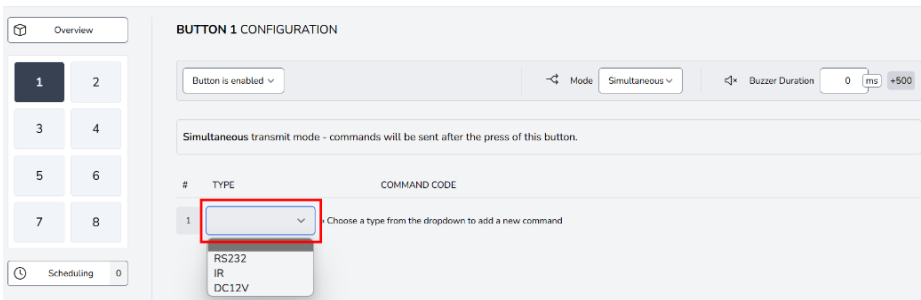 Overview
BUTTON 1 CONFIGURATION
1 2
3 4
5 6
7 8
Scheduling 0
Button is enabled
Mode Simultaneous
Buzzer Duration 0 ms +500
Simultaneous transmit mode - commands will be sent after the press of this button.
# TYPE COMMAND CODE
1 Choose a type from the dropdown to add a new command
RS232
IR
DC12V